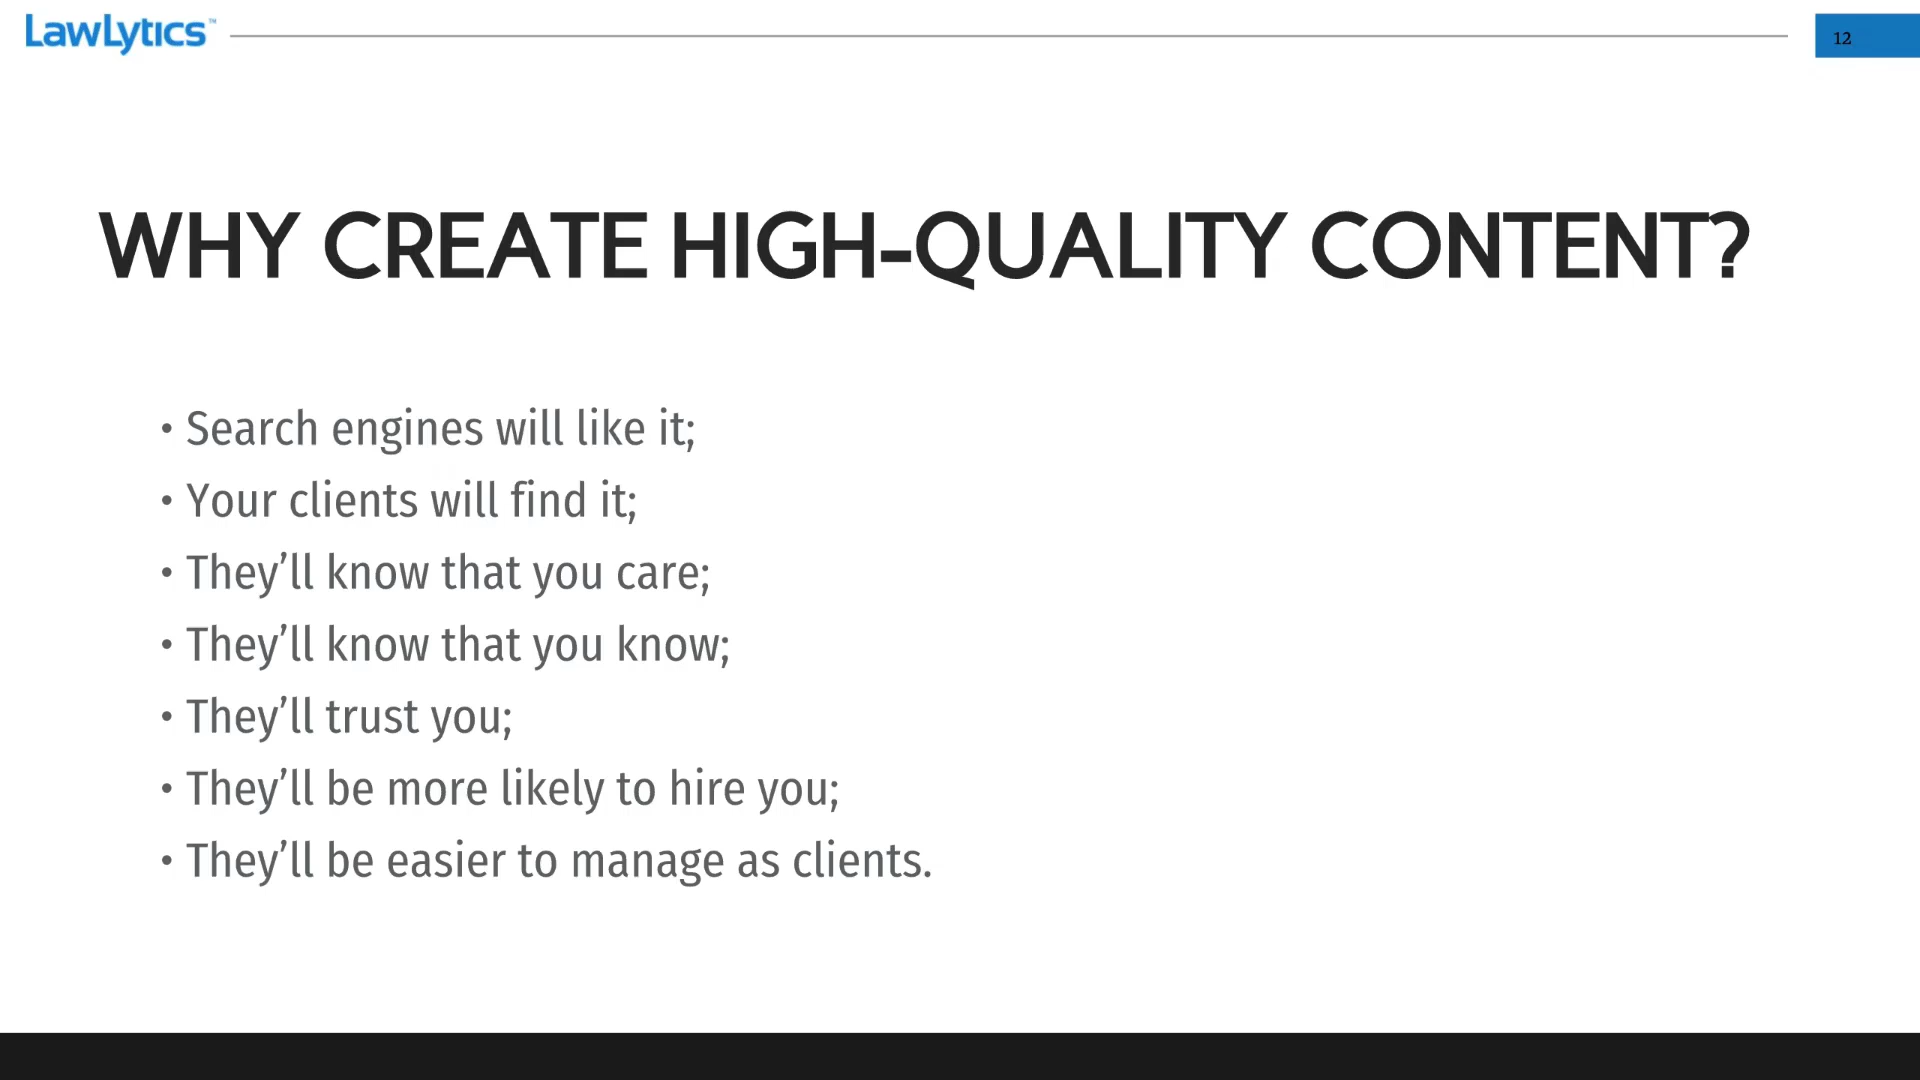 LawLytics™
12
WHY CREATE HIGH-QUALITY CONTENT?
• Search engines will like it;
• Your clients will find it;
• They’ll know that you care;
• They’ll know that you know;
• They’ll trust you;
• They’ll be more likely to hire you;
• They’ll be easier to manage as clients.